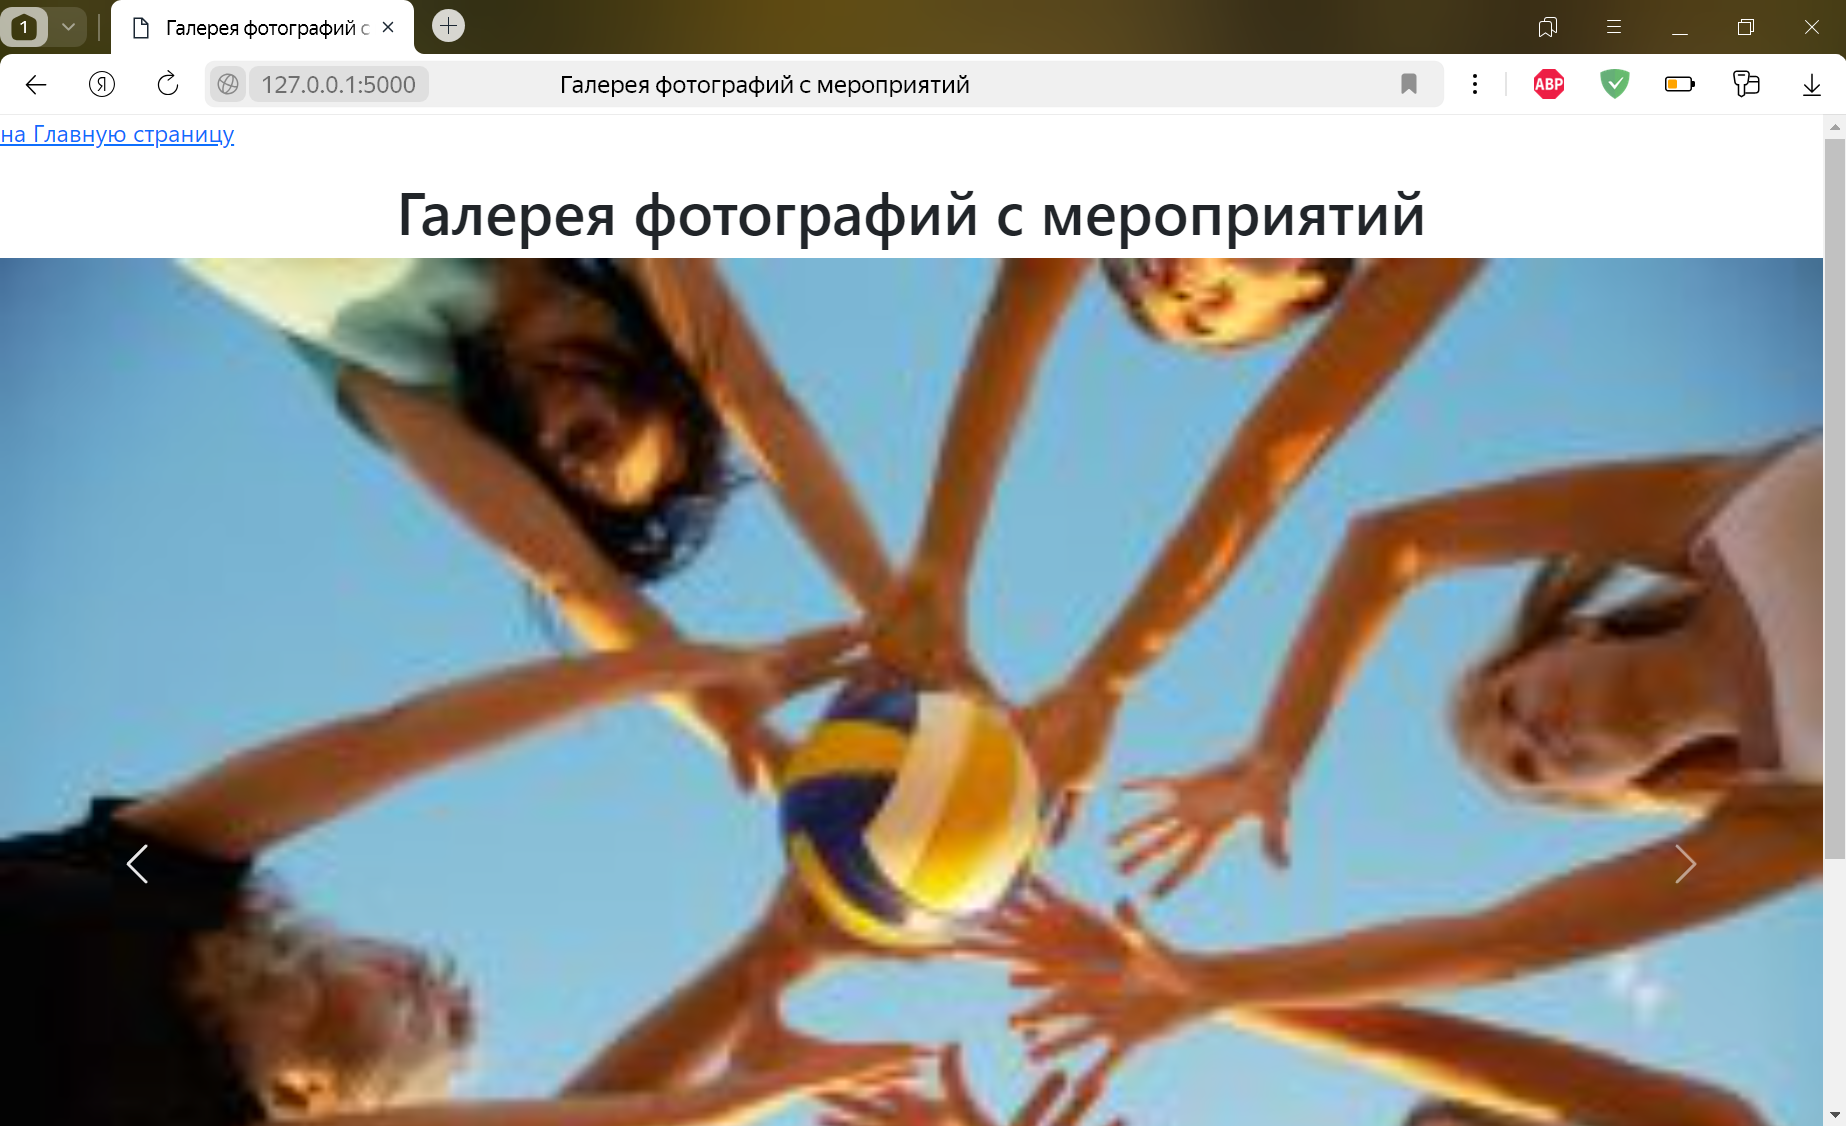 1
Галерея фотографий с
Я
127.0.0.1:5000
Галерея фотографий с мероприятий
ABP
на Главную страницу
Галерея фотографий с мероприятий